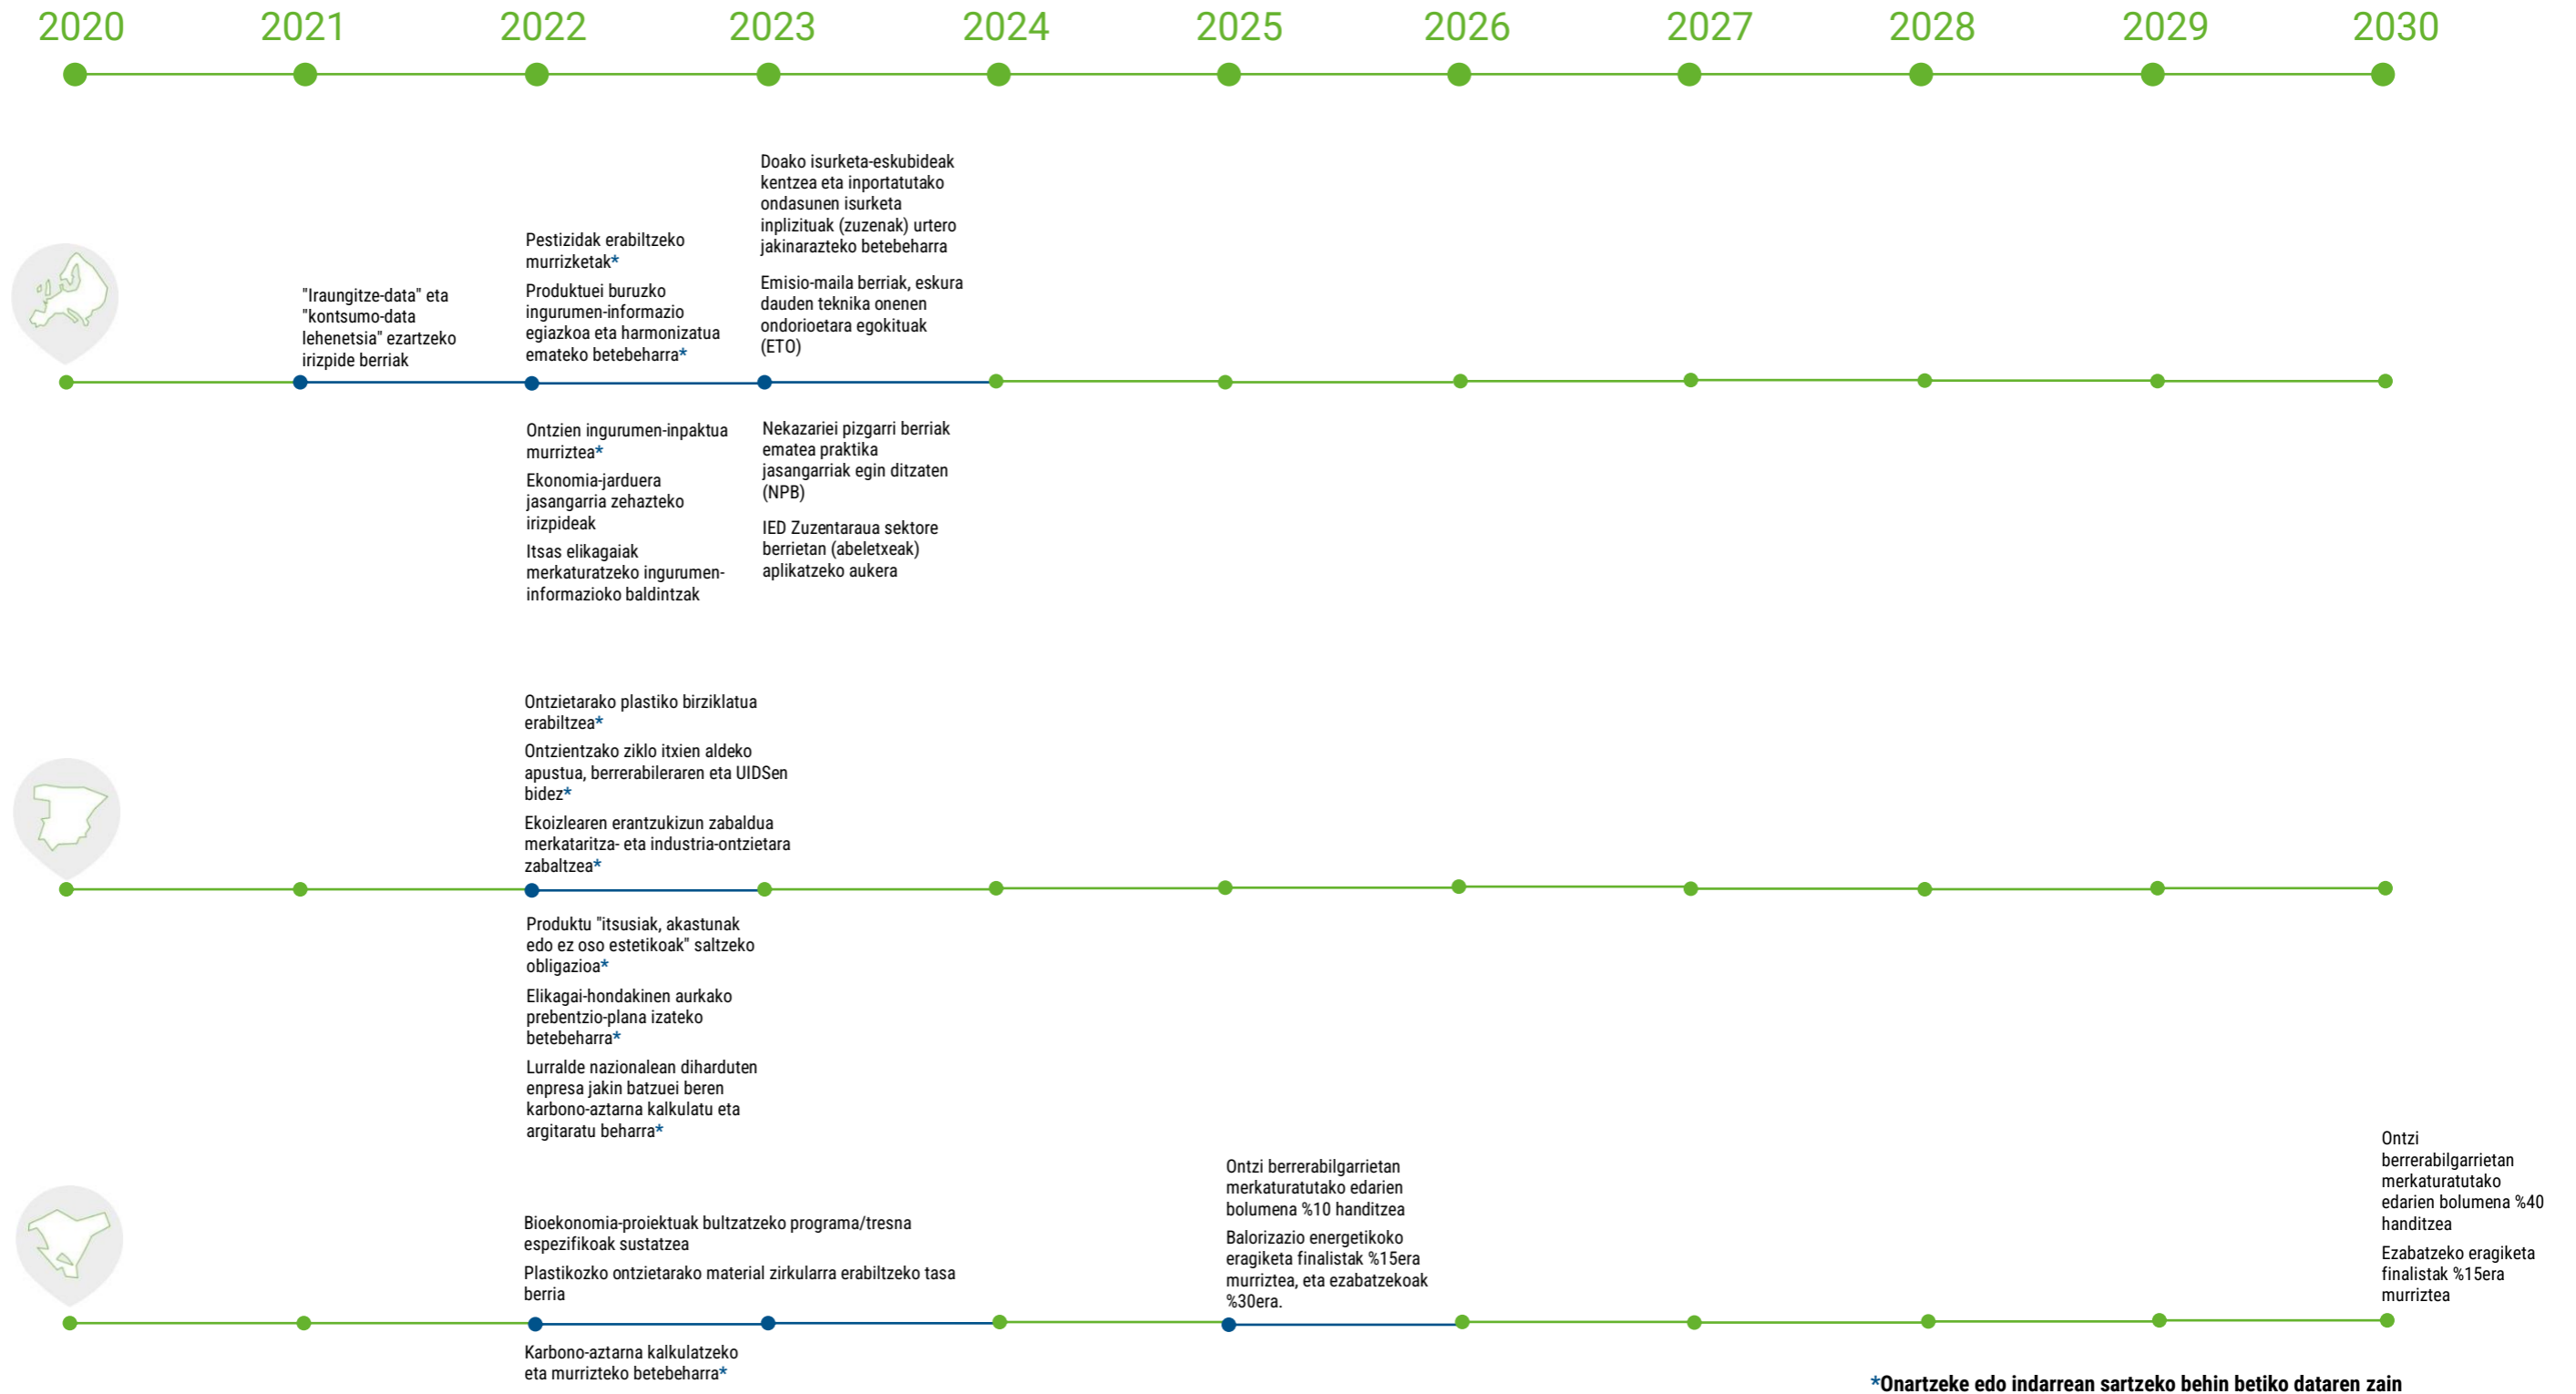 2020 2021 2022 2023 2024 2025 2026 2027 2028 2029 2030
"Iraungitze-data" eta
"kontsumo-data
lehenetsia" ezartzeko
irizpide berriak
Pestizidak erabiltzeko
murrizketak*
Produktuei buruzko
ingurumen-informazio
egiazkoa eta harmonizatua
emateko betebeharra*
Doako isurketa-eskubideak
kentzea eta inportatutako
ondasunen isurketa
inplizituak (zuzenak) urtero
jakinarazteko betebeharra
Emisio-maila berriak, eskura
dauden teknika onenen
ondorioetara egokituak
(ETO)
Ontzien ingurumen-inpaktua
murriztea*
Ekonomia-jarduera
jasangarria zehazteko
irizpideak
Itsas elikagaiak
merkaturatzeko ingurumen-
informazioko baldintzak
Nekazariei pizgarri berriak
ematea praktika
jasangarriak egin ditzaten
(NPB)
IED Zuzentaraua sektore
berrietan (abeletxeak)
aplikatzeko aukera
Ontzietarako plastiko birziklatua
erabiltzea*
Ontzientzako ziklo itxien aldeko
apustua, berrerabileraren eta UIDSen
bidez*
Ekoizlearen erantzukizun zabaldua
merkataritza- eta industria-ontzietara
zabaltzea*
Produktu "itsusiak, akastunak
edo ez oso estetikoak" saltzeko
obligazioa*
Elikagai-hondakinen aurkako
prebentzio-plana izateko
betebeharra*
Lurralde nazionalean diharduten
enpresa jakin batzuei beren
karbono-aztarna kalkulatu eta
argitaratu beharra*
Bioekonomia-proiektuak bultzatzeko programa/tresna
espezifikoak sustatzea
Plastikozko ontzietarako material zirkularra erabiltzeko tasa
berria
Karbono-aztarna kalkulatzeko
eta murrizteko betebeharra*
Ontzi berrerabilgarrietan
merkaturatutako edarien
bolumena %10 handitzea
Balorizazio energetikoko
eragiketa finalistak %15era
murriztea, eta ezabatzekoak
%30era.
Ontzi
berrerabilgarrietan
merkaturatutako
edarien bolumena %40
handitzea
Ezabatzeko eragiketa
finalistak %15era
murriztea
*Onartzeke edo indarrean sartzeko behin betiko dataren zain